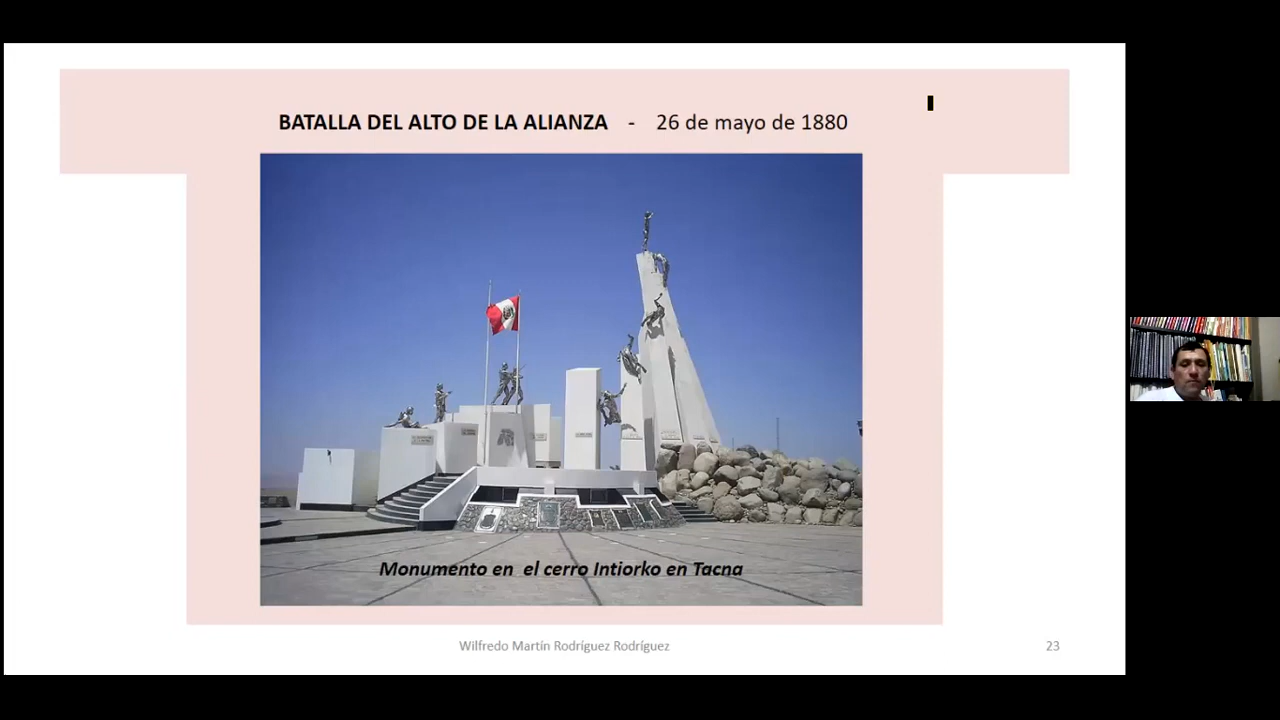 BATALLA DEL ALTO DE LA ALIANZA - 26 de mayo de 1880
Monumento en el cerro Intiorko en Tacna
Wilfredo Martín Rodríguez Rodríguez
23